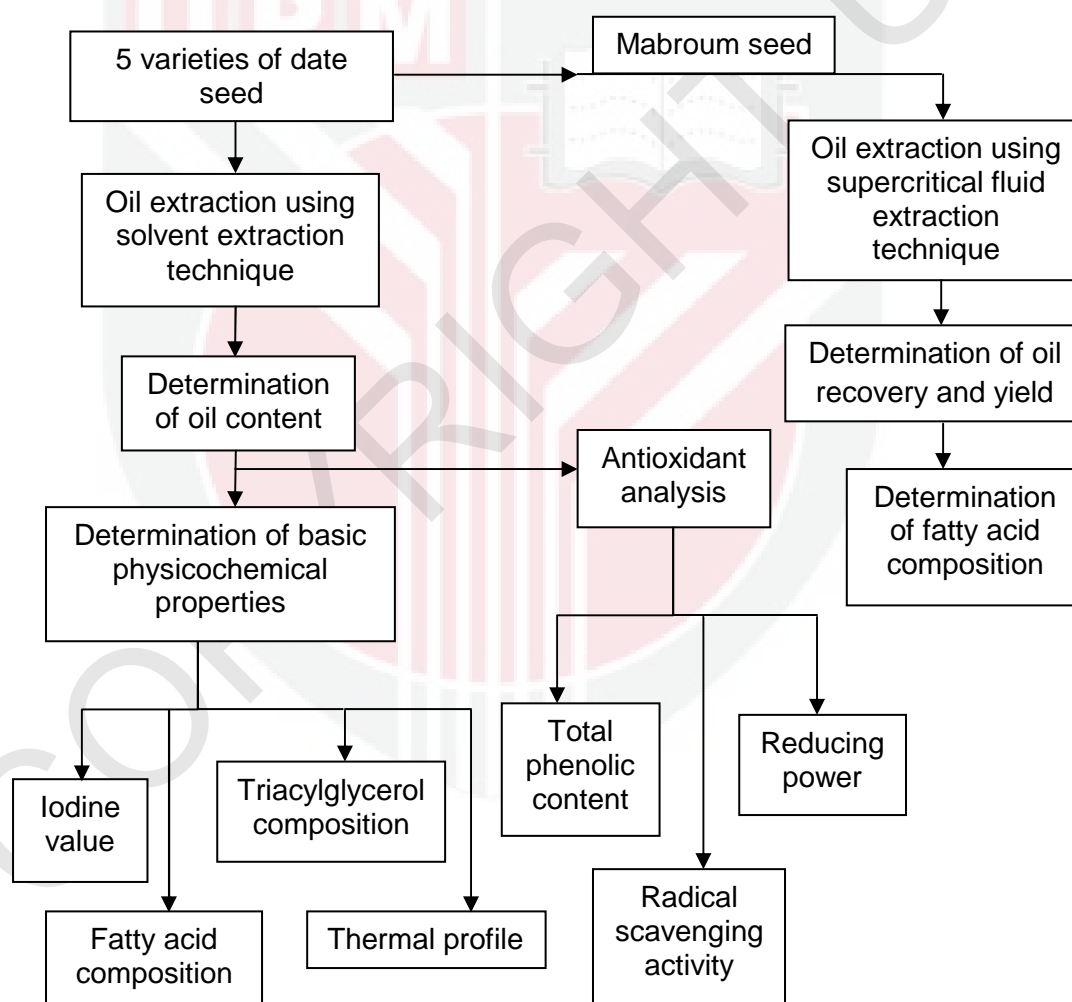 UPM
5 varieties of date
seed
Mabroum seed
Oil extraction using
solvent extraction
technique
Oil extraction using
supercritical fluid
extraction
technique
Determination
of oil content
Determination of oil
recovery and yield
Antioxidant
analysis
Determination
of fatty acid
composition
Determination of basic
physicochemical
properties
Total
phenolic
content
Reducing
power
Iodine
value
Triacylglycerol
composition
Radical
scavenging
activity
Fatty acid
composition
Thermal profile
COPYRIGHT